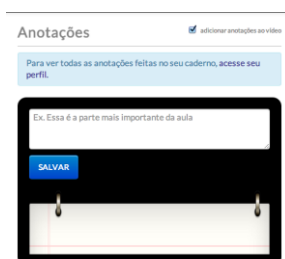 Anotações
adicionar anotações ao vídeo
Para ver todas as anotações feitas no seu caderno, acesse seu
perfil.
Ex. Essa é a parte mais importante da aula
SALVAR